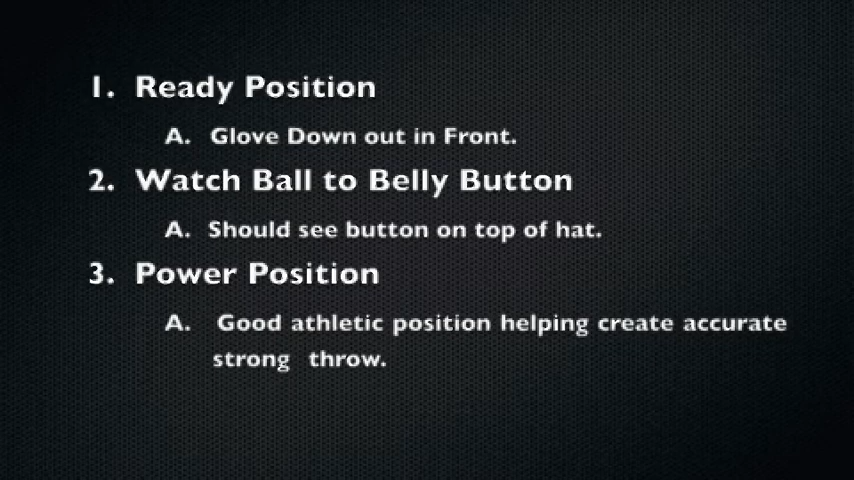 1. Ready Position
A. Glove Down out in Front.
2. Watch Ball to Belly Button
A. Should see button on top of hat.
3. Power Position
A. Good athletic position helping create accurate
strong throw.